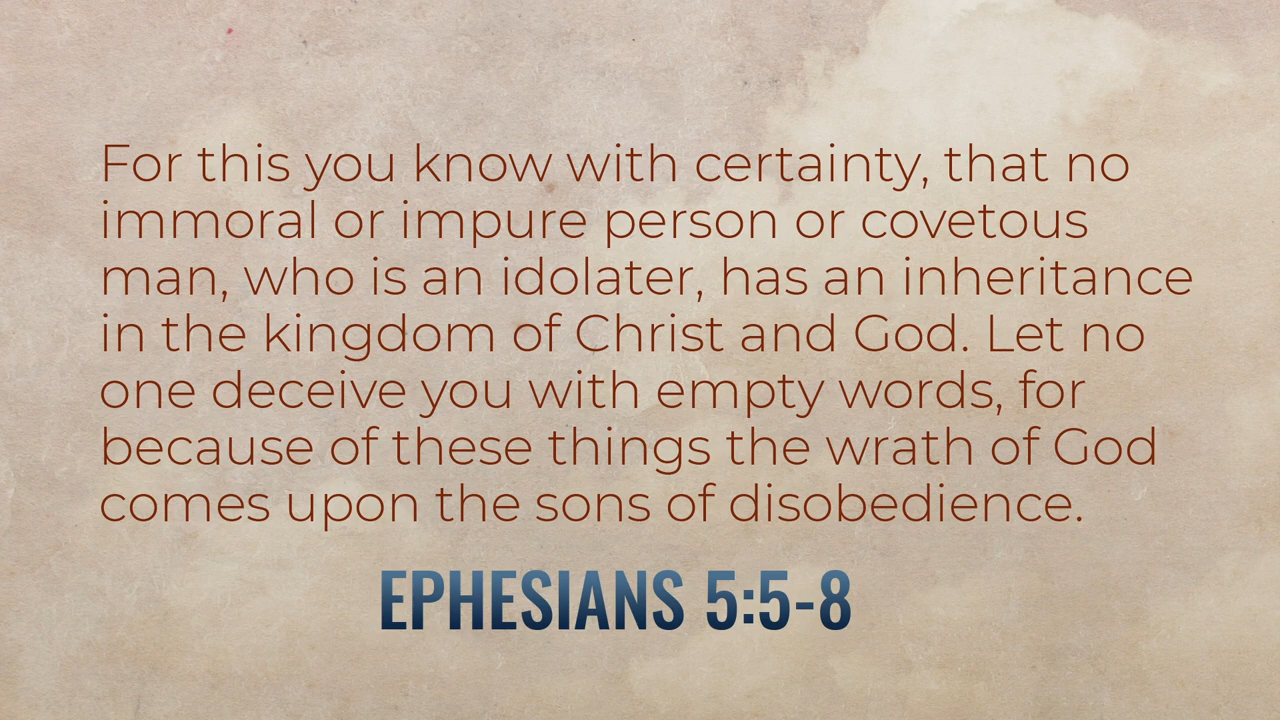 For this you know with certainty, that no
immoral or impure person or covetous
man, who is an idolater, has an inheritance
in the kingdom of Christ and God. Let no
one deceive you with empty words, for
because of these things the wrath of God
comes upon the sons of disobedience.
EPHESIANS 5:5-8